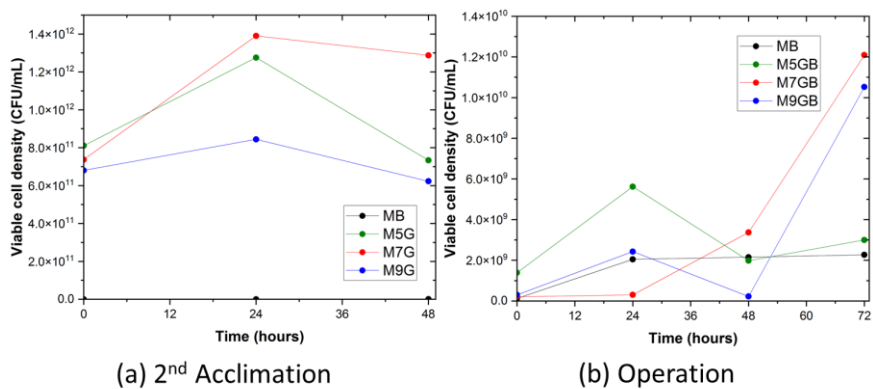 Viable cell density (CFU/mL)
1.4×10¹²
1.2×10¹²
1.0×10¹²
8.0×10¹¹
6.0×10¹¹
4.0×10¹¹
2.0×10¹¹
0.0
MB
M5G
M7G
M9G
0 12 24 36 48
Time (hours)
(a) 2ⁿᵈ Acclimation
Viable cell density (CFU/mL)
1.4×10¹⁰
1.2×10¹⁰
1.0×10¹⁰
8.0×10⁹
6.0×10⁹
4.0×10⁹
2.0×10⁹
0.0
MB
M5GB
M7GB
M9GB
0 12 24 36 48 60 72
Time (hours)
(b) Operation